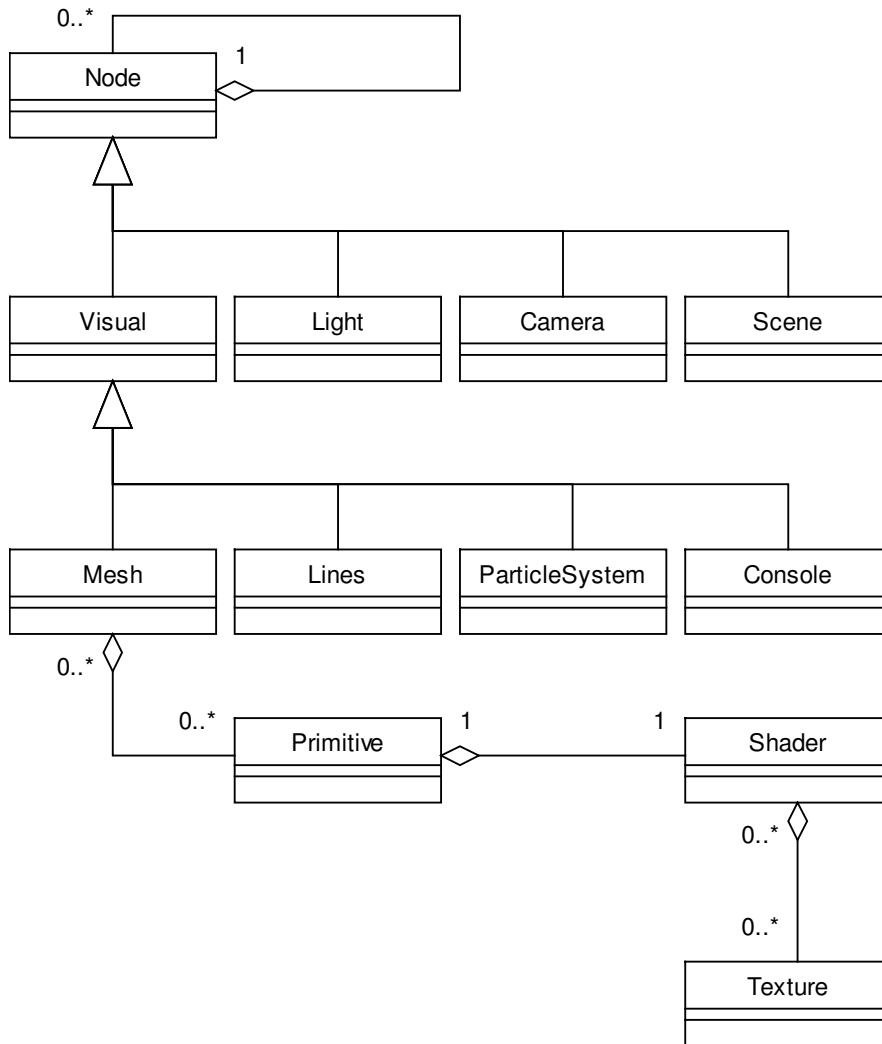 0..*
1
Node
Visual
Light
Camera
Scene
Mesh
Lines
ParticleSystem
Console
0..*
0..*
Primitive
1
1
Shader
0..*
0..*
Texture